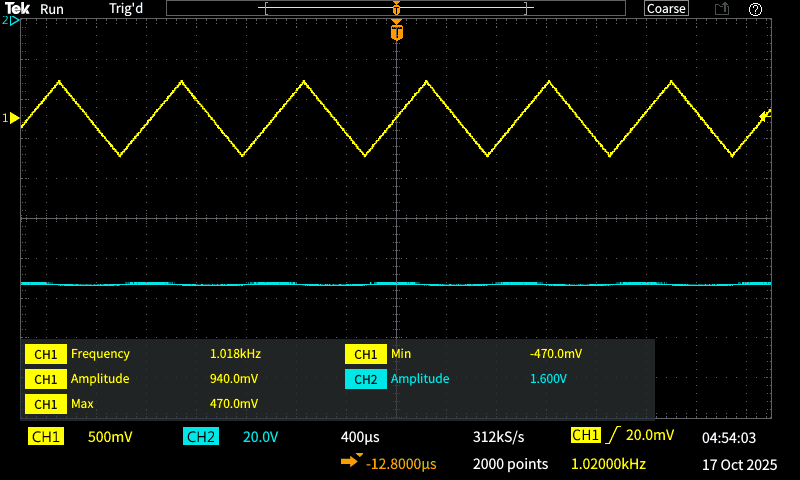 Tek Run Trig'd T Coarse ?
2
T
1
CH1 Frequency 1.018kHz CH1 Min -470.0mV
CH1 Amplitude 940.0mV CH2 Amplitude 1.600V
CH1 Max 470.0mV
CH1 500mV CH2 20.0V 400µs 312kS/s CH1 20.0mV 04:54:03
-12.8000µs 2000 points 1.02000kHz 17 Oct 2025